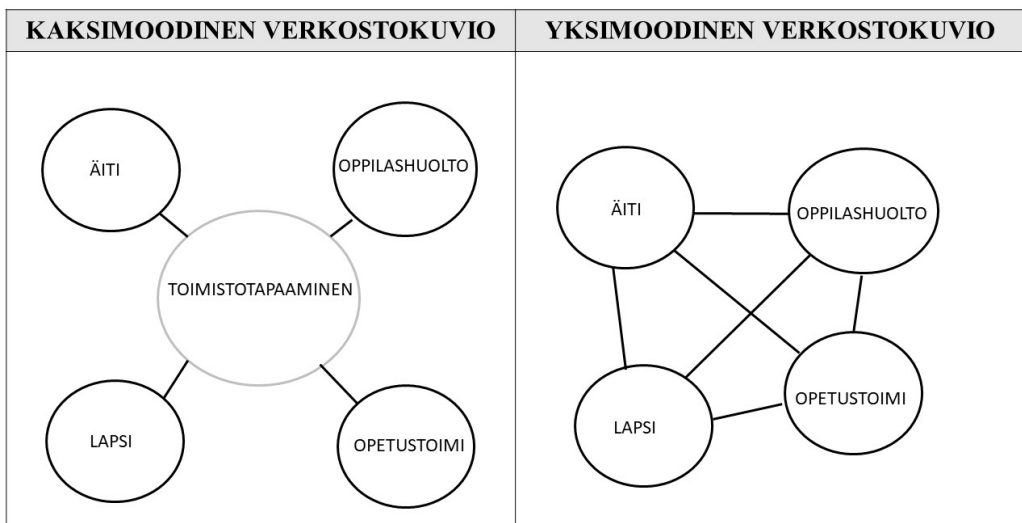 KAKSIMOODINEN VERKOSTOKUVIO
YKSIMOODINEN VERKOSTOKUVIO
ÄITI
OPPILASHUOLTO
TOIMISTOTAPAAMINEN
LAPSI
OPETUSTOIMI
ÄITI
OPPILASHUOLTO
OPETUSTOIMI
LAPSI